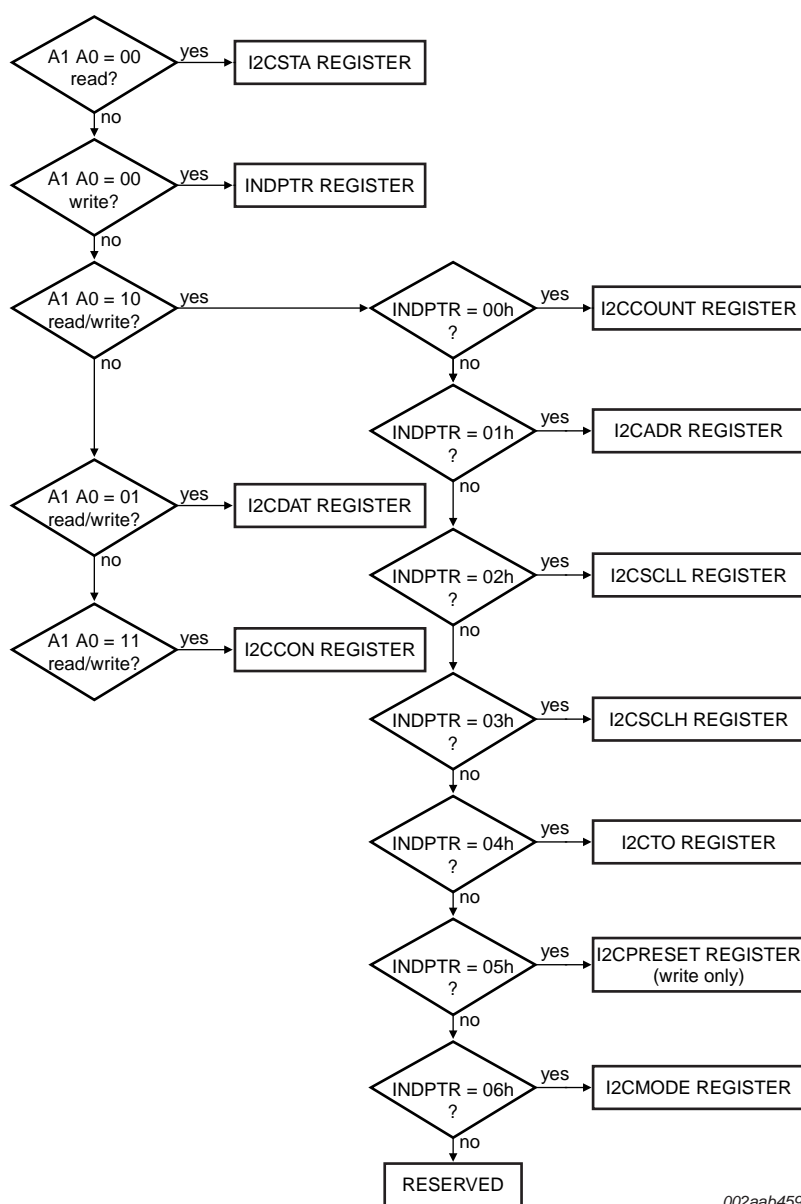 A1 A0 = 00
read?
yes
I2CSTA REGISTER
no
A1 A0 = 00
write?
yes
INDPTR REGISTER
no
A1 A0 = 10
read/write?
yes
INDPTR = 00h
?
yes
I2CCOUNT REGISTER
no
no
INDPTR = 01h
?
yes
I2CADR REGISTER
no
A1 A0 = 01
read/write?
yes
I2CDAT REGISTER
no
INDPTR = 02h
?
yes
I2CSCLL REGISTER
no
A1 A0 = 11
read/write?
yes
I2CCON REGISTER
INDPTR = 03h
?
yes
I2CSCLH REGISTER
no
INDPTR = 04h
?
yes
I2CTO REGISTER
no
INDPTR = 05h
?
yes
I2CPRESET REGISTER
(write only)
no
INDPTR = 06h
?
yes
I2CMODE REGISTER
no
RESERVED
002aab459